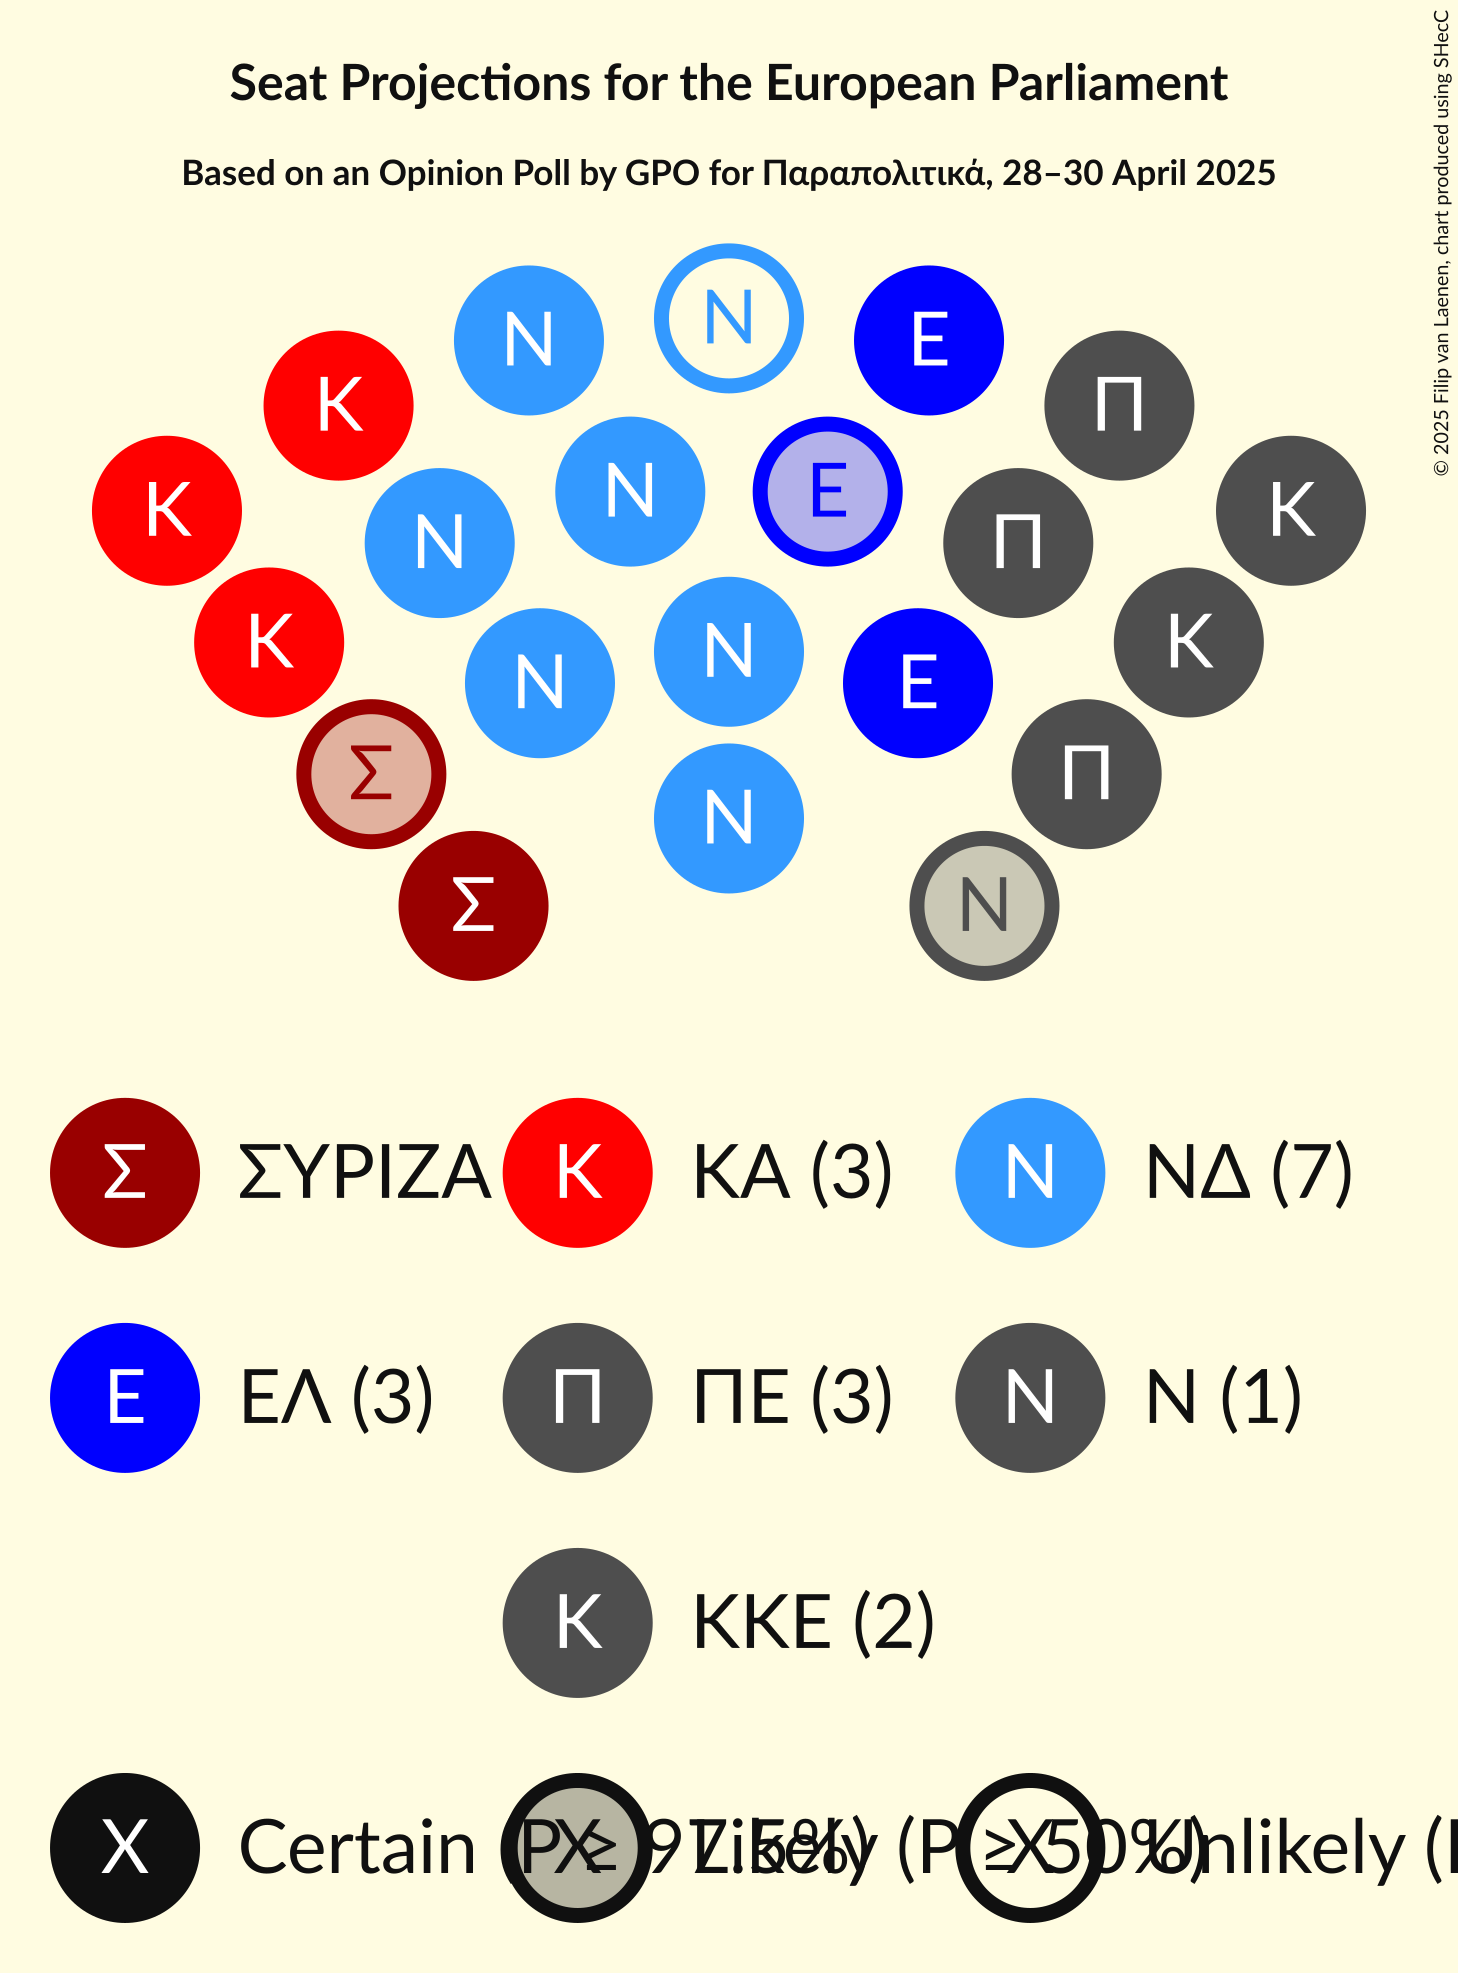 Seat Projections for the European Parliament
Based on an Opinion Poll by GPO for Παραπολιτικά, 28–30 April 2025
© 2025 Filip van Laenen, chart produced using SHecC
N
N E
Κ Π
N E
Κ Κ
N Π
Κ N Κ
N E
Σ Π
N
Σ N
Σ ΣΥΡΙΖΑ Κ ΚΑ (3) Ν ΝΔ (7)
Ε ΕΛ (3) Π ΠΕ (3) Ν Ν (1)
Κ ΚΚΕ (2)
X Certain (P ≥ 97.5%) X Likely (P ≥ 50%) X Unlikely (